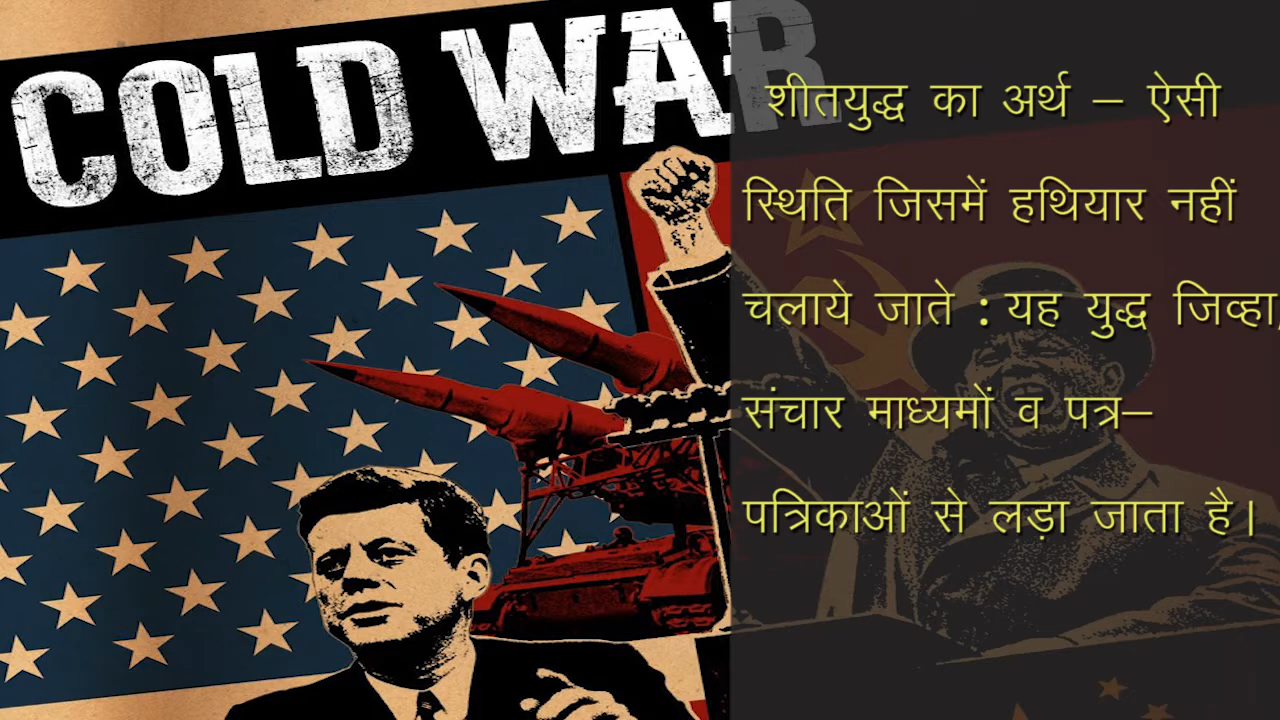 COLD WAR
शीतयुद्ध का अर्थ – ऐसी
स्थिति जिसमें हथियार नहीं
चलाये जाते : यह युद्ध जिव्हा,
संचार माध्यमों व पत्र–
पत्रिकाओं से लड़ा जाता है।